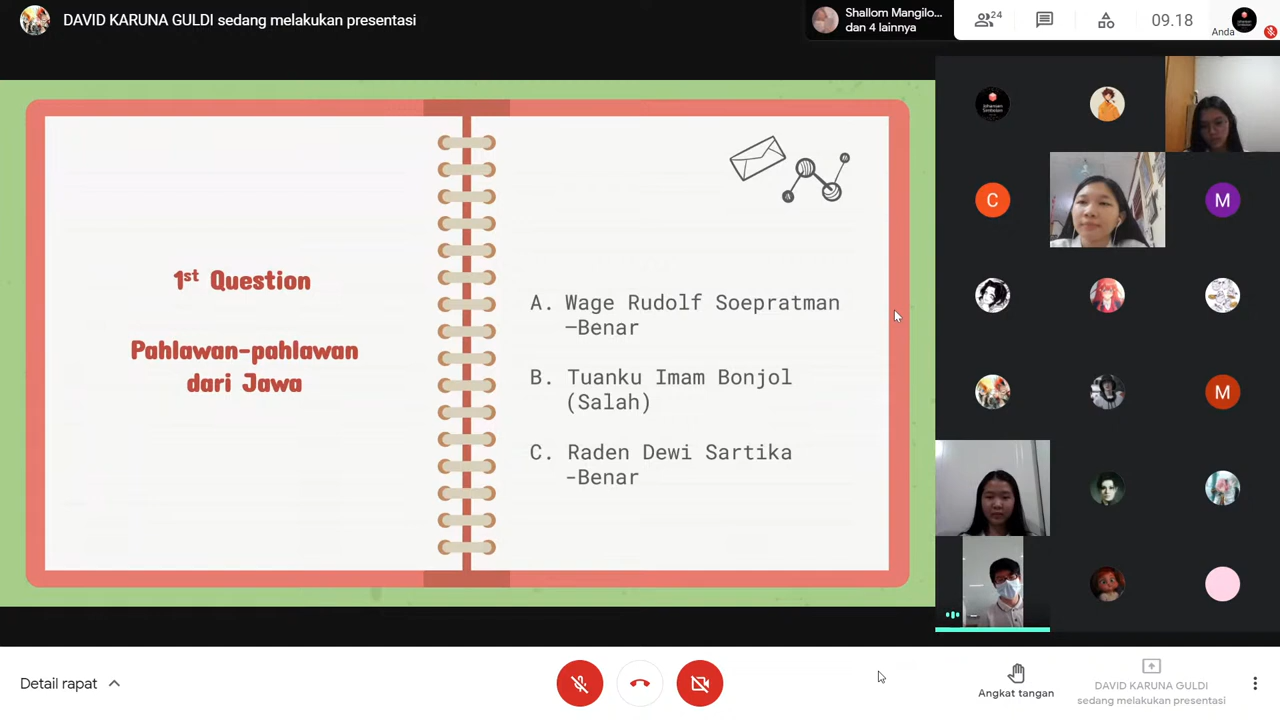 DAVID KARUNA GULDI sedang melakukan presentasi
Shallom Mangilo...
dan 4 lainnya
24
09.18
Anda
1st Question
Pahlawan-pahlawan
dari Jawa
A. Wage Rudolf Soepratman
–Benar
B. Tuanku Imam Bonjol
(Salah)
C. Raden Dewi Sartika
-Benar
C
M
M
Detail rapat
Angkat tangan
DAVID KARUNA GULDI
sedang melakukan presentasi